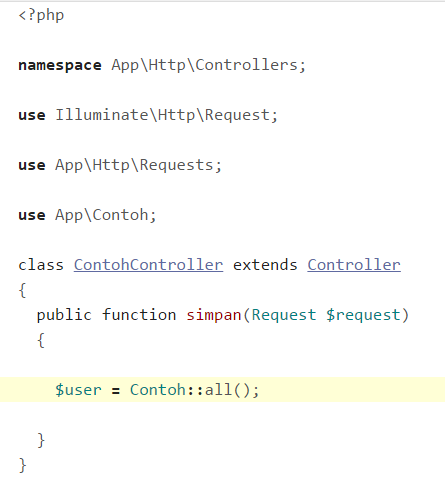 <?php
namespace App\Http\Controllers;
use Illuminate\Http\Request;
use App\Http\Requests;
use App\Contoh;
class ContohController extends Controller
{
public function simpan(Request $request)
{
$user = Contoh::all();
}
}